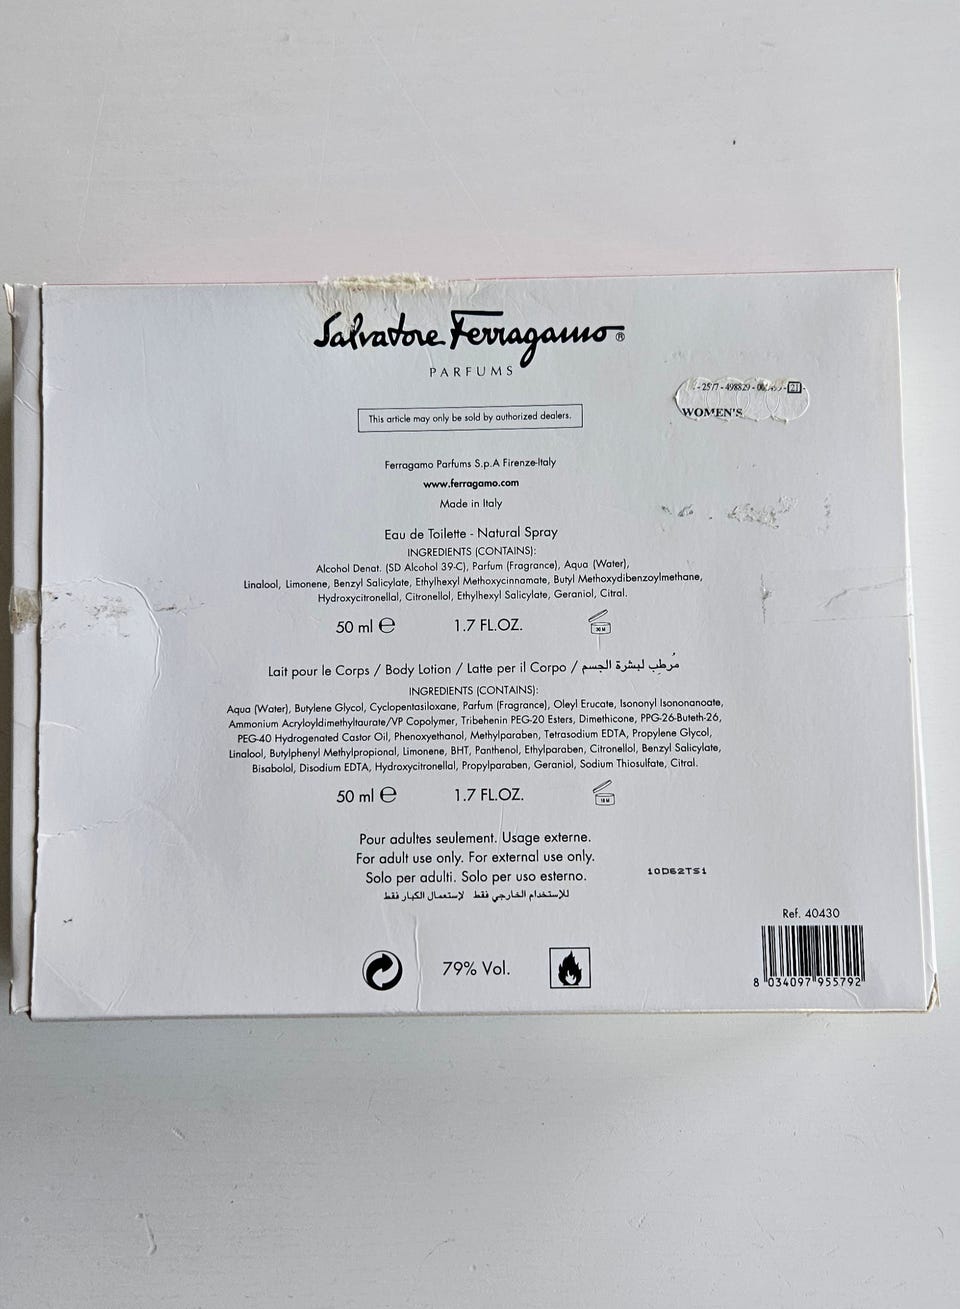 Salvatore Ferragamo®
PARFUMS
WOMEN'S
This article may only be sold by authorized dealers.
Ferragamo Parfums S.p.A Firenze-Italy
www.ferragamo.com
Made in Italy
Eau de Toilette - Natural Spray
INGREDIENTS (CONTAINS):
Alcohol Denat. (SD Alcohol 39-C), Parfum (Fragrance), Aqua (Water),
Linalool, Limonene, Benzyl Salicylate, Ethylhexyl Methoxycinnamate, Butyl Methoxydibenzoylmethane,
Hydroxycitronellal, Citronellol, Ethylhexyl Salicylate, Geraniol, Citral.
50 ml ℮ 1.7 FL.OZ.
Lait pour le Corps / Body Lotion / Latte per il Corpo / مُرطِب لبشرة الجسم
INGREDIENTS (CONTAINS):
Aqua (Water), Butylene Glycol, Cyclopentasiloxane, Parfum (Fragrance), Oleyl Erucate, Isononyl Isononanoate,
Ammonium Acryloyldimethyltaurate/VP Copolymer, Tribehenin PEG-20 Esters, Dimethicone, PPG-26-Buteth-26,
PEG-40 Hydrogenated Castor Oil, Phenoxyethanol, Methylparaben, Tetrasodium EDTA, Propylene Glycol,
Linalool, Butylphenyl Methylpropional, Limonene, BHT, Panthenol, Ethylparaben, Citronellol, Benzyl Salicylate,
Bisabolol, Disodium EDTA, Hydroxycitronellal, Propylparaben, Geraniol, Sodium Thiosulfate, Citral.
50 ml ℮ 1.7 FL.OZ. 18 M
Pour adultes seulement. Usage externe.
For adult use only. For external use only.
Solo per adulti. Solo per uso esterno.
للإستخدام الخارجي فقط لإستعمال الكبار فقط
10D62TS1
Ref. 40430
79% Vol.
8 034097 955792